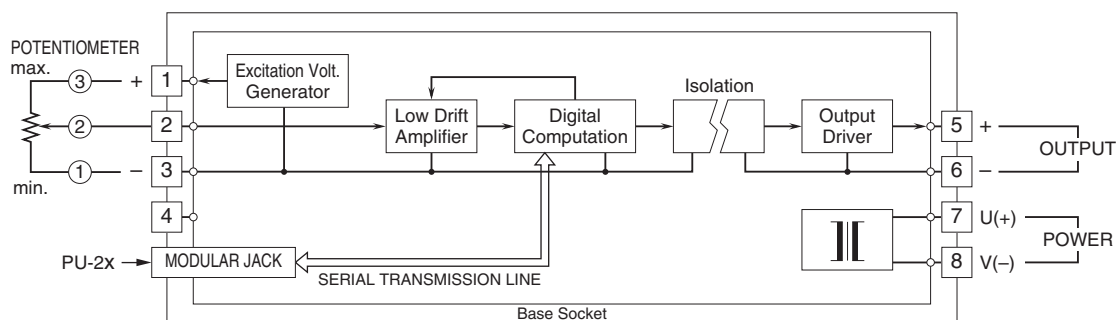 POTENTIOMETER
max.
3
+
1
Excitation Volt.
Generator
2
2
Low Drift
Amplifier
Digital
Computation
Isolation
Output
Driver
5
+
OUTPUT
1
–
3
6
–
min.
4
7
U(+)
POWER
8
V(–)
PU-2x
MODULAR JACK
SERIAL TRANSMISSION LINE
Base Socket